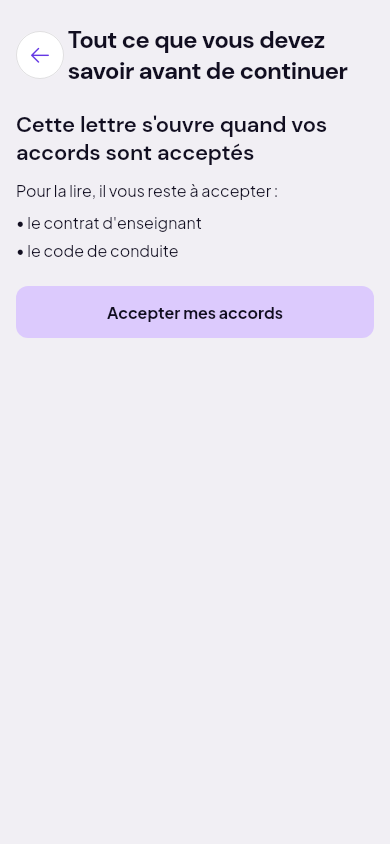 Tout ce que vous devez
savoir avant de continuer
Cette lettre s'ouvre quand vos
accords sont acceptés
Pour la lire, il vous reste à accepter :
• le contrat d'enseignant
• le code de conduite
Accepter mes accords